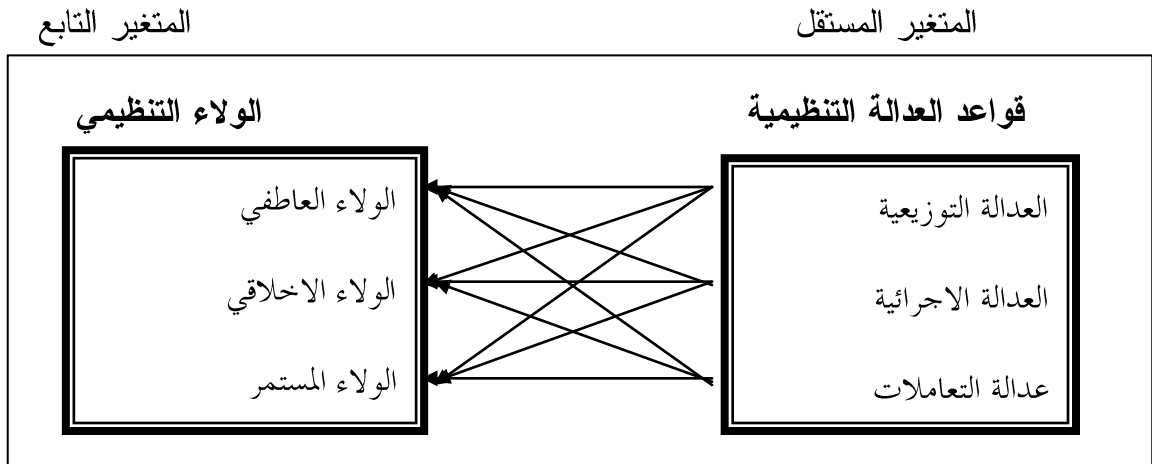 المتغير المستقل
المتغير التابع
قواعد العدالة التنظيمية
الولاء التنظيمي
العدالة التوزيعية
العدالة الاجرائية
عدالة التعاملات
الولاء العاطفي
الولاء الاخلاقي
الولاء المستمر